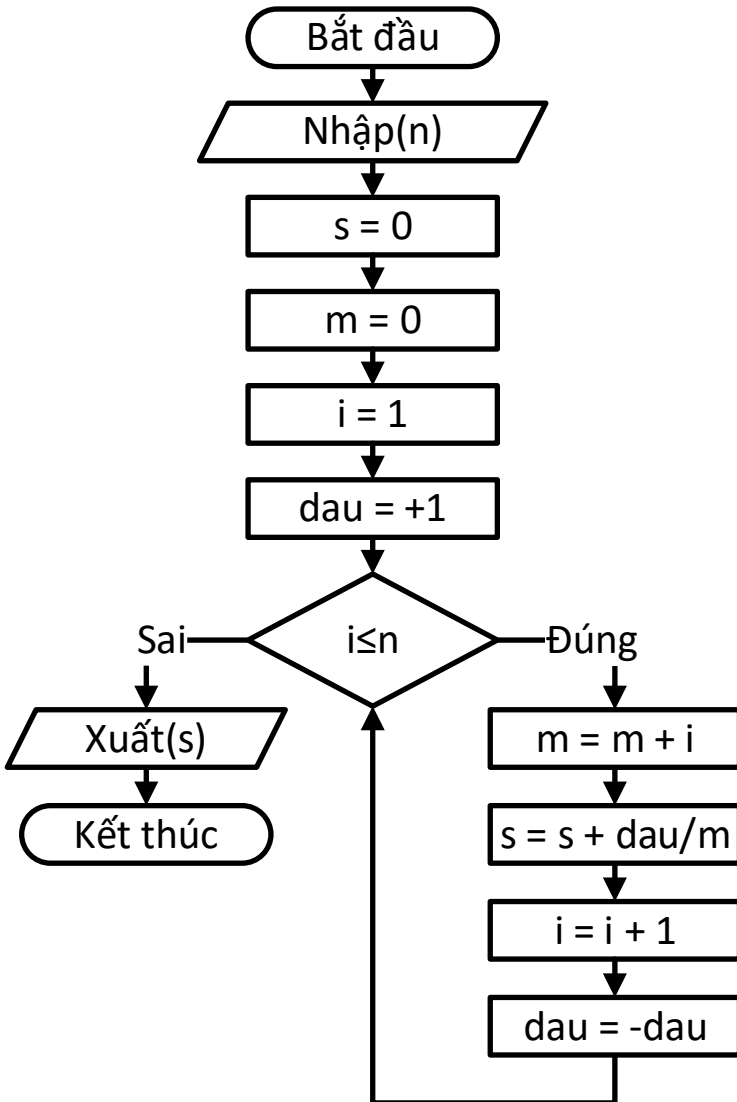 Bắt đầu
Nhập(n)
s = 0
m = 0
i = 1
dau = +1
i≤n
Sai
Đúng
Xuất(s)
Kết thúc
m = m + i
s = s + dau/m
i = i + 1
dau = -dau